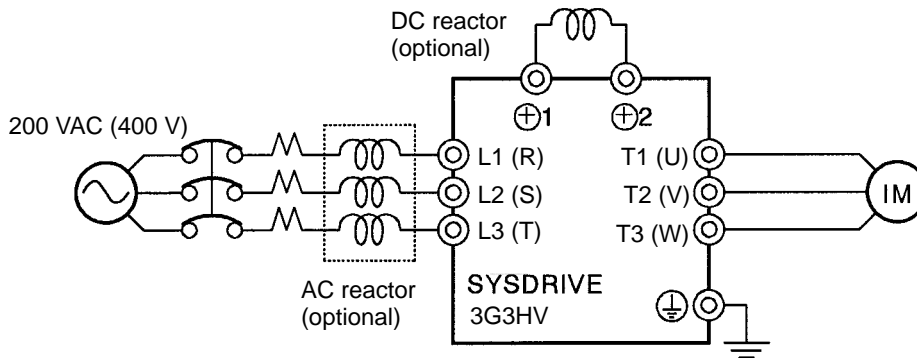 DC reactor
(optional)
⊕1
⊕2
200 VAC (400 V)
L1 (R)
T1 (U)
L2 (S)
T2 (V)
IM
L3 (T)
T3 (W)
AC reactor
(optional)
SYSDRIVE
3G3HV